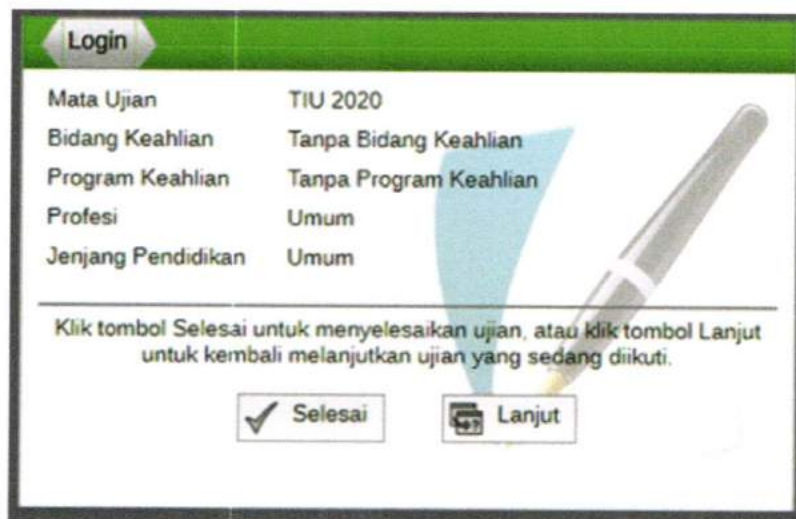 Login
Mata Ujian TIU 2020
Bidang Keahlian Tanpa Bidang Keahlian
Program Keahlian Tanpa Program Keahlian
Profesi Umum
Jenjang Pendidikan Umum
Klik tombol Selesai untuk menyelesaikan ujian, atau klik tombol Lanjut
untuk kembali melanjutkan ujian yang sedang diikuti.
Selesai Lanjut